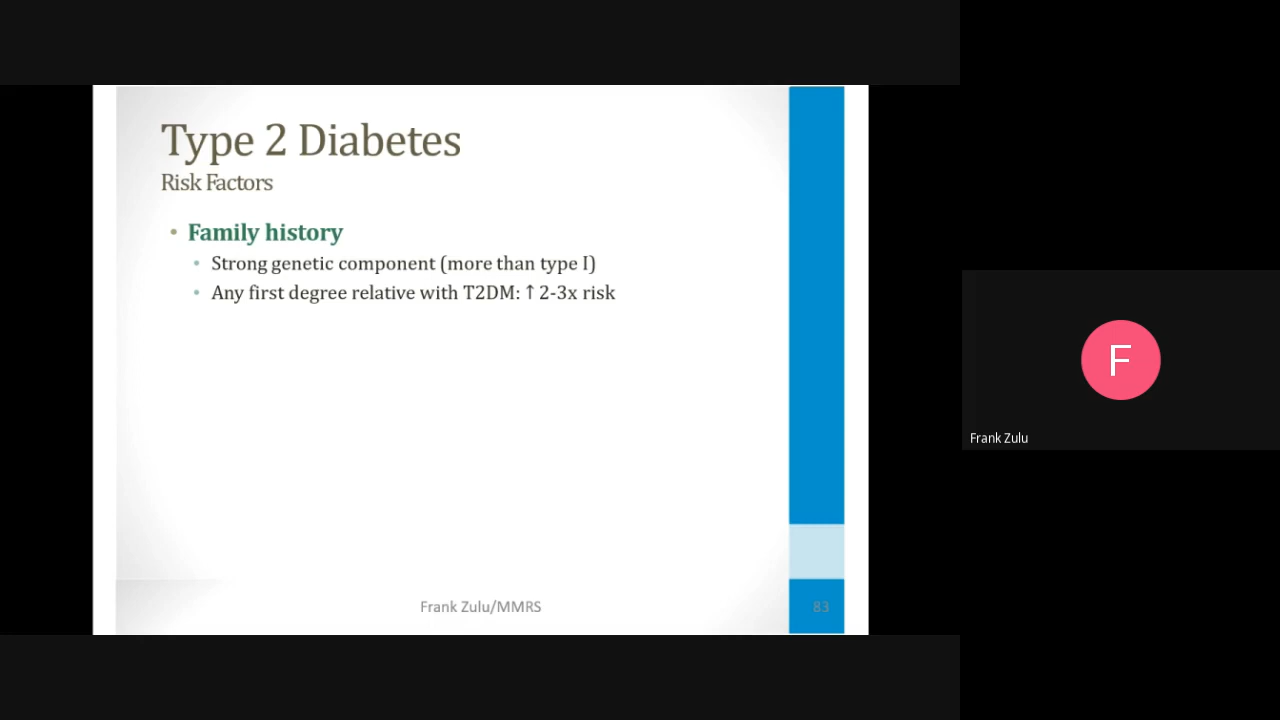 Type 2 Diabetes
Risk Factors
• Family history
• Strong genetic component (more than type I)
• Any first degree relative with T2DM: ↑ 2-3x risk
Frank Zulu/MMRS
83
F
Frank Zulu